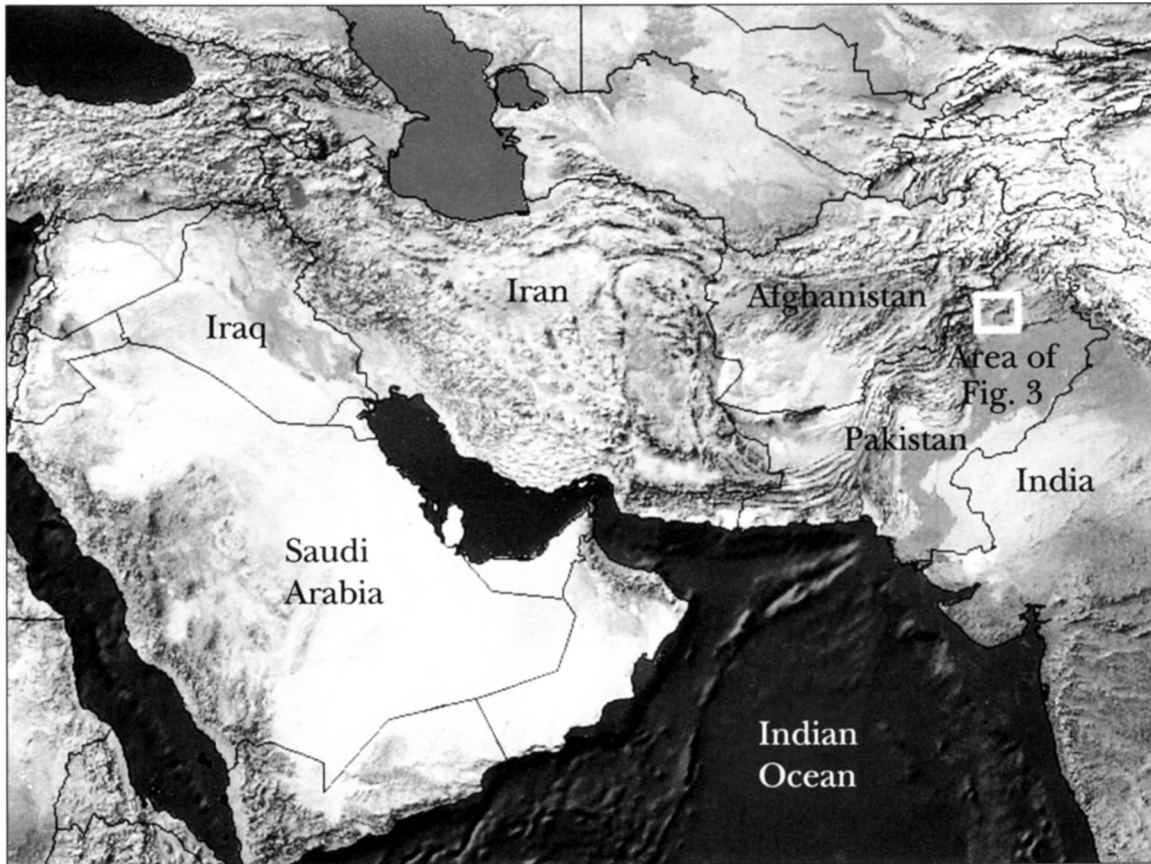 Iran
Afghanistan
Iraq
Area of
Fig. 3
Pakistan
India
Saudi
Arabia
Indian
Ocean